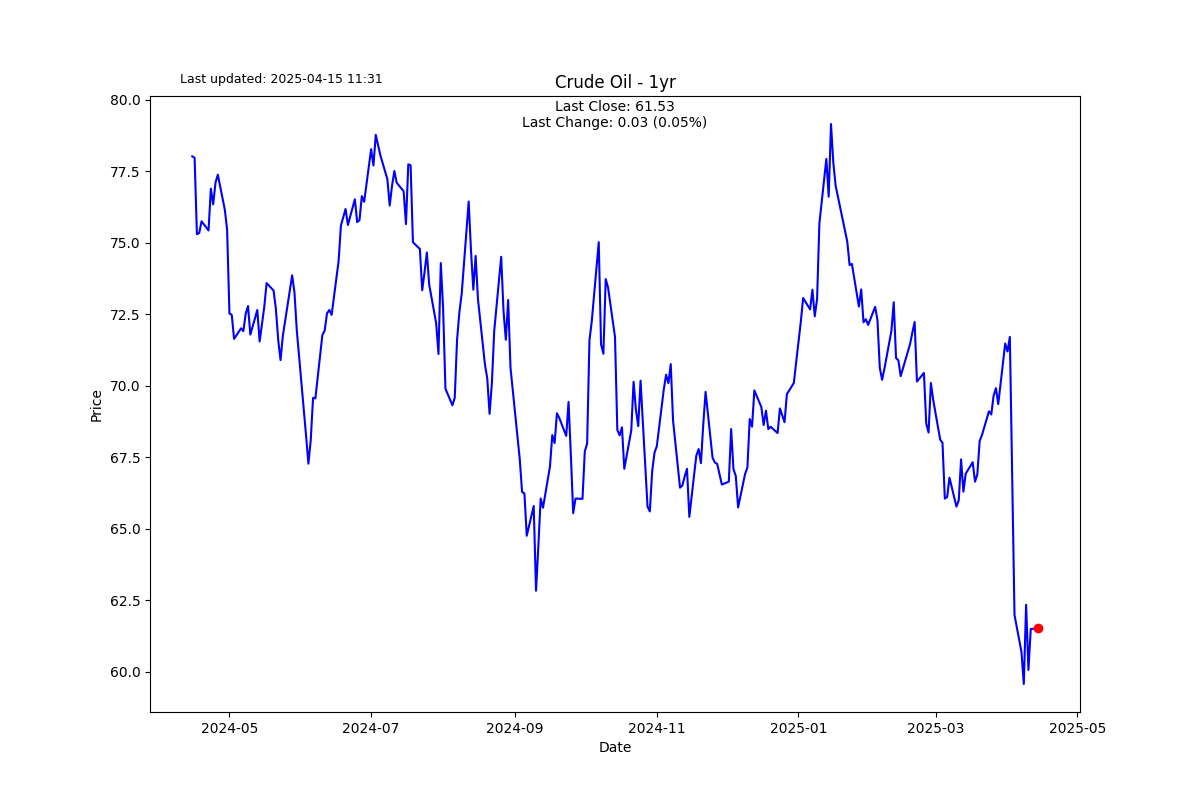 Last updated: 2025-04-15 11:31
Crude Oil - 1yr
Last Close: 61.53
Last Change: 0.03 (0.05%)
Price
80.0
77.5
75.0
72.5
70.0
67.5
65.0
62.5
60.0
2024-05
2024-07
2024-09
2024-11
2025-01
2025-03
2025-05
Date